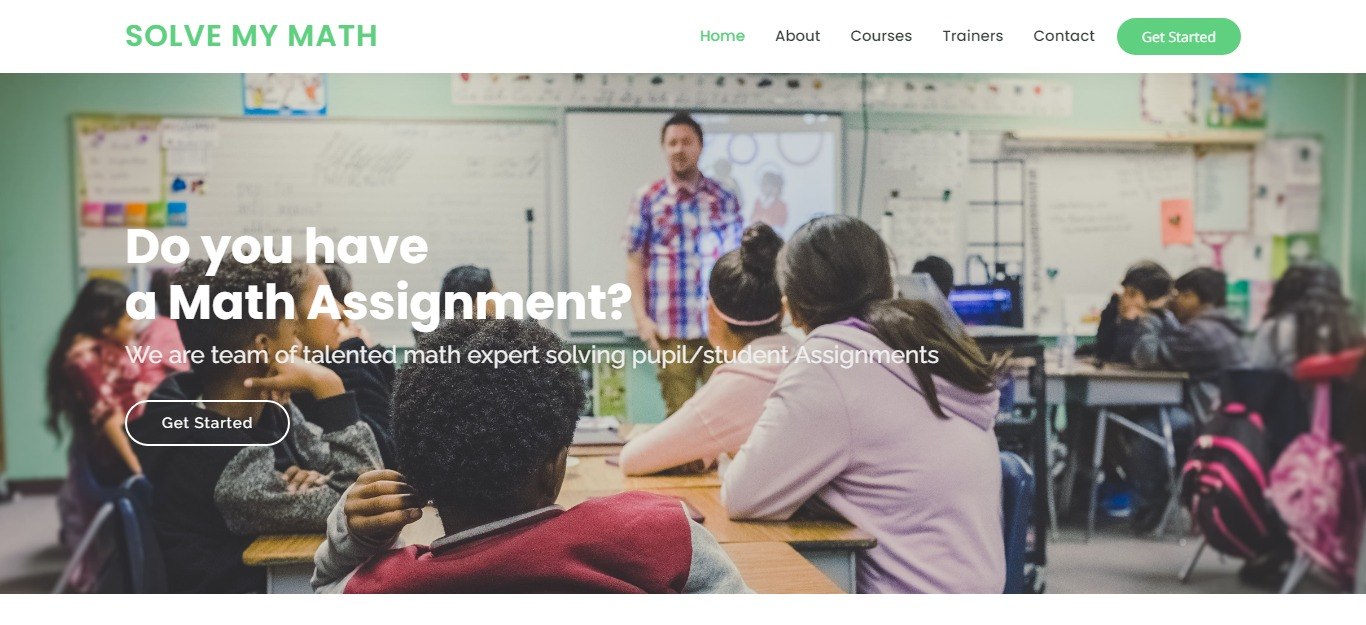 SOLVE MY MATH
Home About Courses Trainers Contact Get Started
Do you have
a Math Assignment?
We are team of talented math expert solving pupil/student Assignments
Get Started